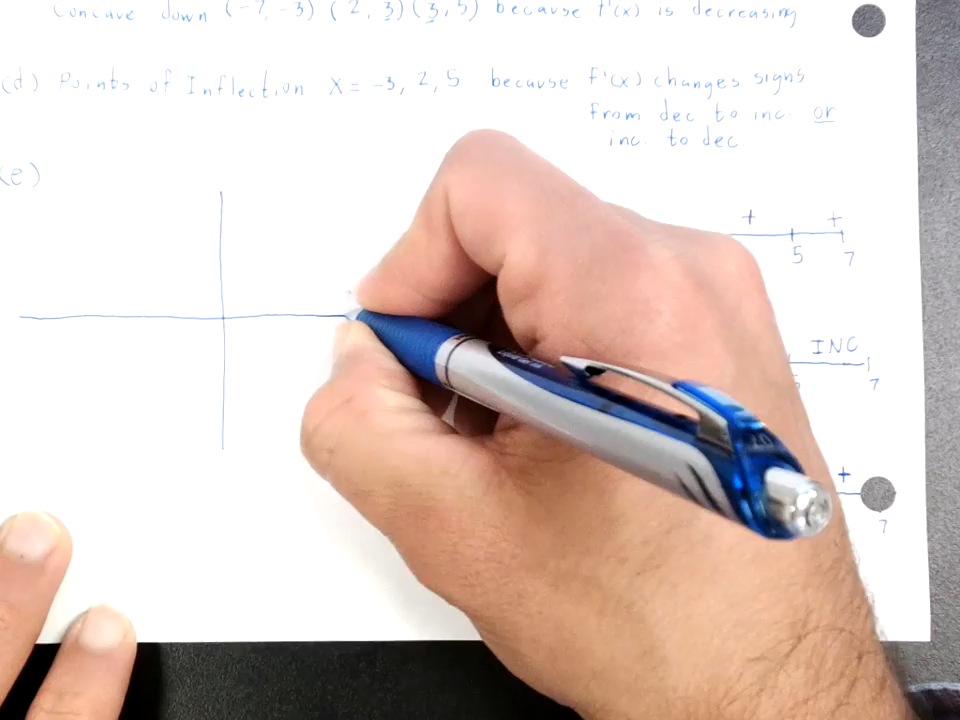 Concave down (-7, -3) (2, 3) (3, 5) because f'(x) is decreasing
(d) Points of Inflection x = -3, 2, 5 because f'(x) changes signs
from dec to inc. or
inc. to dec.
(e)
+ +
5 7
INC
7
+
7